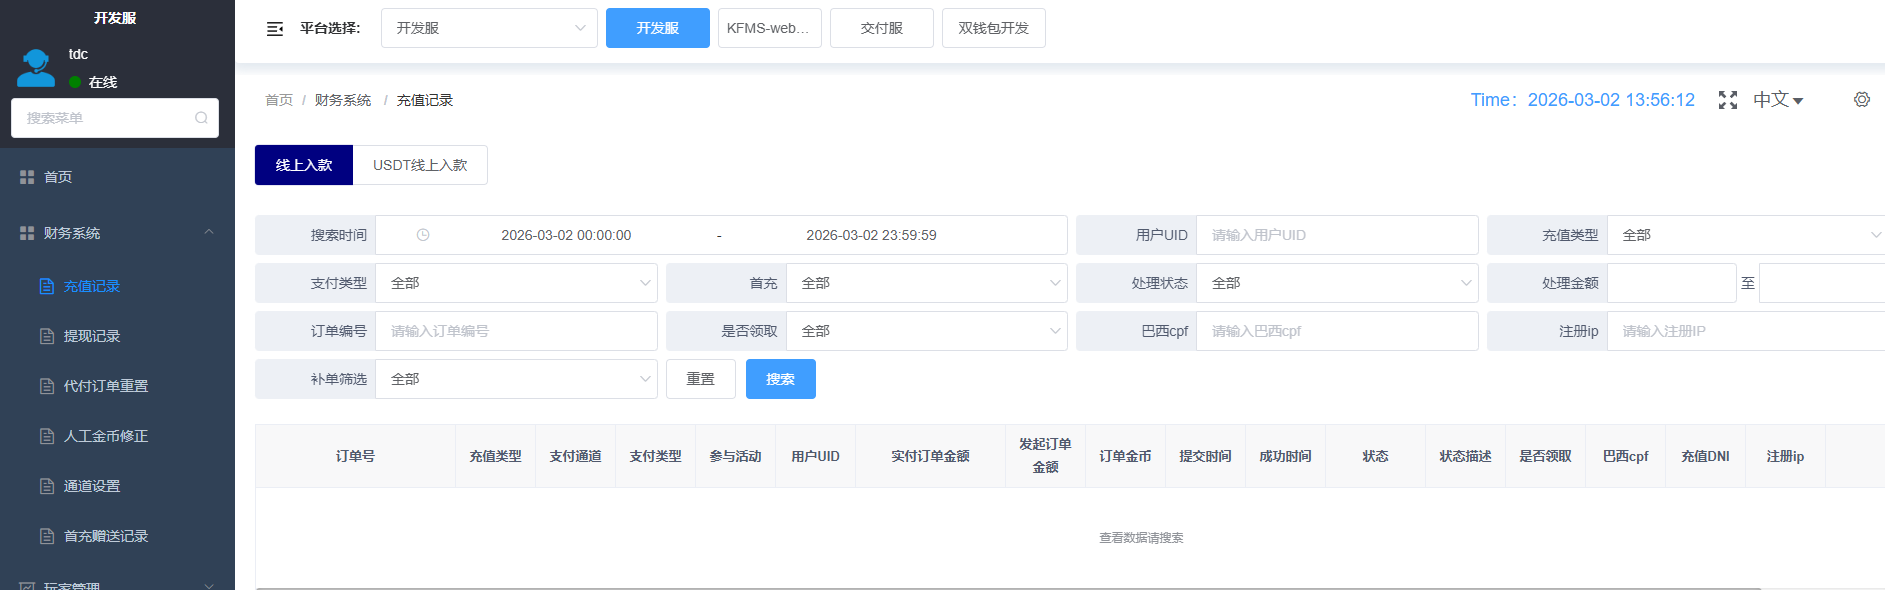 开发服
tdc
在线
搜索菜单
首页
财务系统
充值记录
提现记录
代付订单重置
人工金币修正
通道设置
首充赠送记录
玩家管理
平台选择: 开发服 开发服 KFMS-web... 交付服 双钱包开发
首页 / 财务系统 / 充值记录
Time: 2026-03-02 13:56:12 中文
线上入款 USDT线上入款
搜索时间 2026-03-02 00:00:00 - 2026-03-02 23:59:59 用户UID 请输入用户UID 充值类型 全部
支付类型 全部 首充 全部 处理状态 全部 处理金额 至
订单编号 请输入订单编号 是否领取 全部 巴西cpf 请输入巴西cpf 注册ip 请输入注册IP
补单筛选 全部 重置 搜索
订单号 充值类型 支付通道 支付类型 参与活动 用户UID 实付订单金额 发起订单金额 订单金币 提交时间 成功时间 状态 状态描述 是否领取 巴西cpf 充值DNI 注册ip
查看数据请搜索